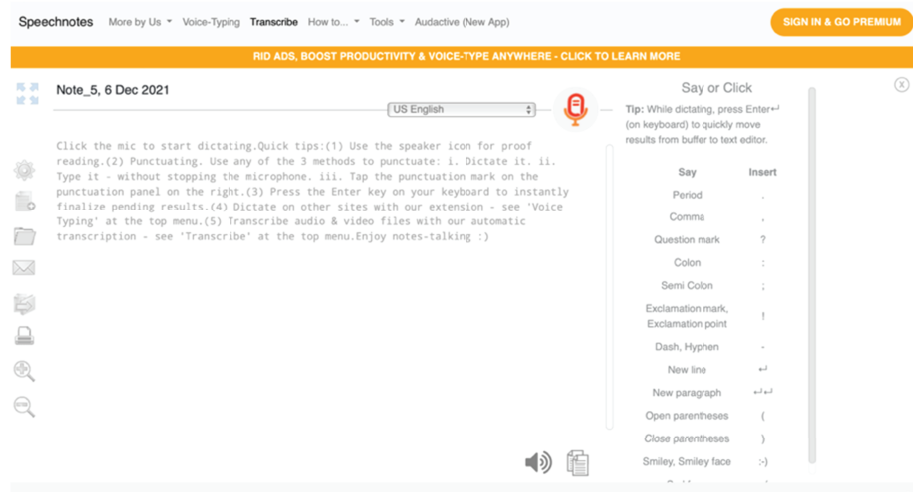 Speechnotes More by Us Voice-Typing Transcribe How to... Tools Audactive (New App) SIGN IN & GO PREMIUM
RID ADS, BOOST PRODUCTIVITY & VOICE-TYPE ANYWHERE - CLICK TO LEARN MORE
Note_5, 6 Dec 2021
US English
Click the mic to start dictating.Quick tips:(1) Use the speaker icon for proof
reading.(2) Punctuating. Use any of the 3 methods to punctuate: i. Dictate it. ii.
Type it - without stopping the microphone. iii. Tap the punctuation mark on the
punctuation panel on the right.(3) Press the Enter key on your keyboard to instantly
finalize pending results.(4) Dictate on other sites with our extension - see 'Voice
Typing' at the top menu.(5) Transcribe audio & video files with our automatic
transcription - see 'Transcribe' at the top menu.Enjoy notes-talking :)
Say or Click
Tip: While dictating, press Enter↵
(on keyboard) to quickly move
results from buffer to text editor.
Say Insert
Period .
Comma ,
Question mark ?
Colon :
Semi Colon ;
Exclamation mark,
Exclamation point !
Dash, Hyphen -
New line ↵
New paragraph ↵↵
Open parentheses (
Close parentheses )
Smiley, Smiley face :-)